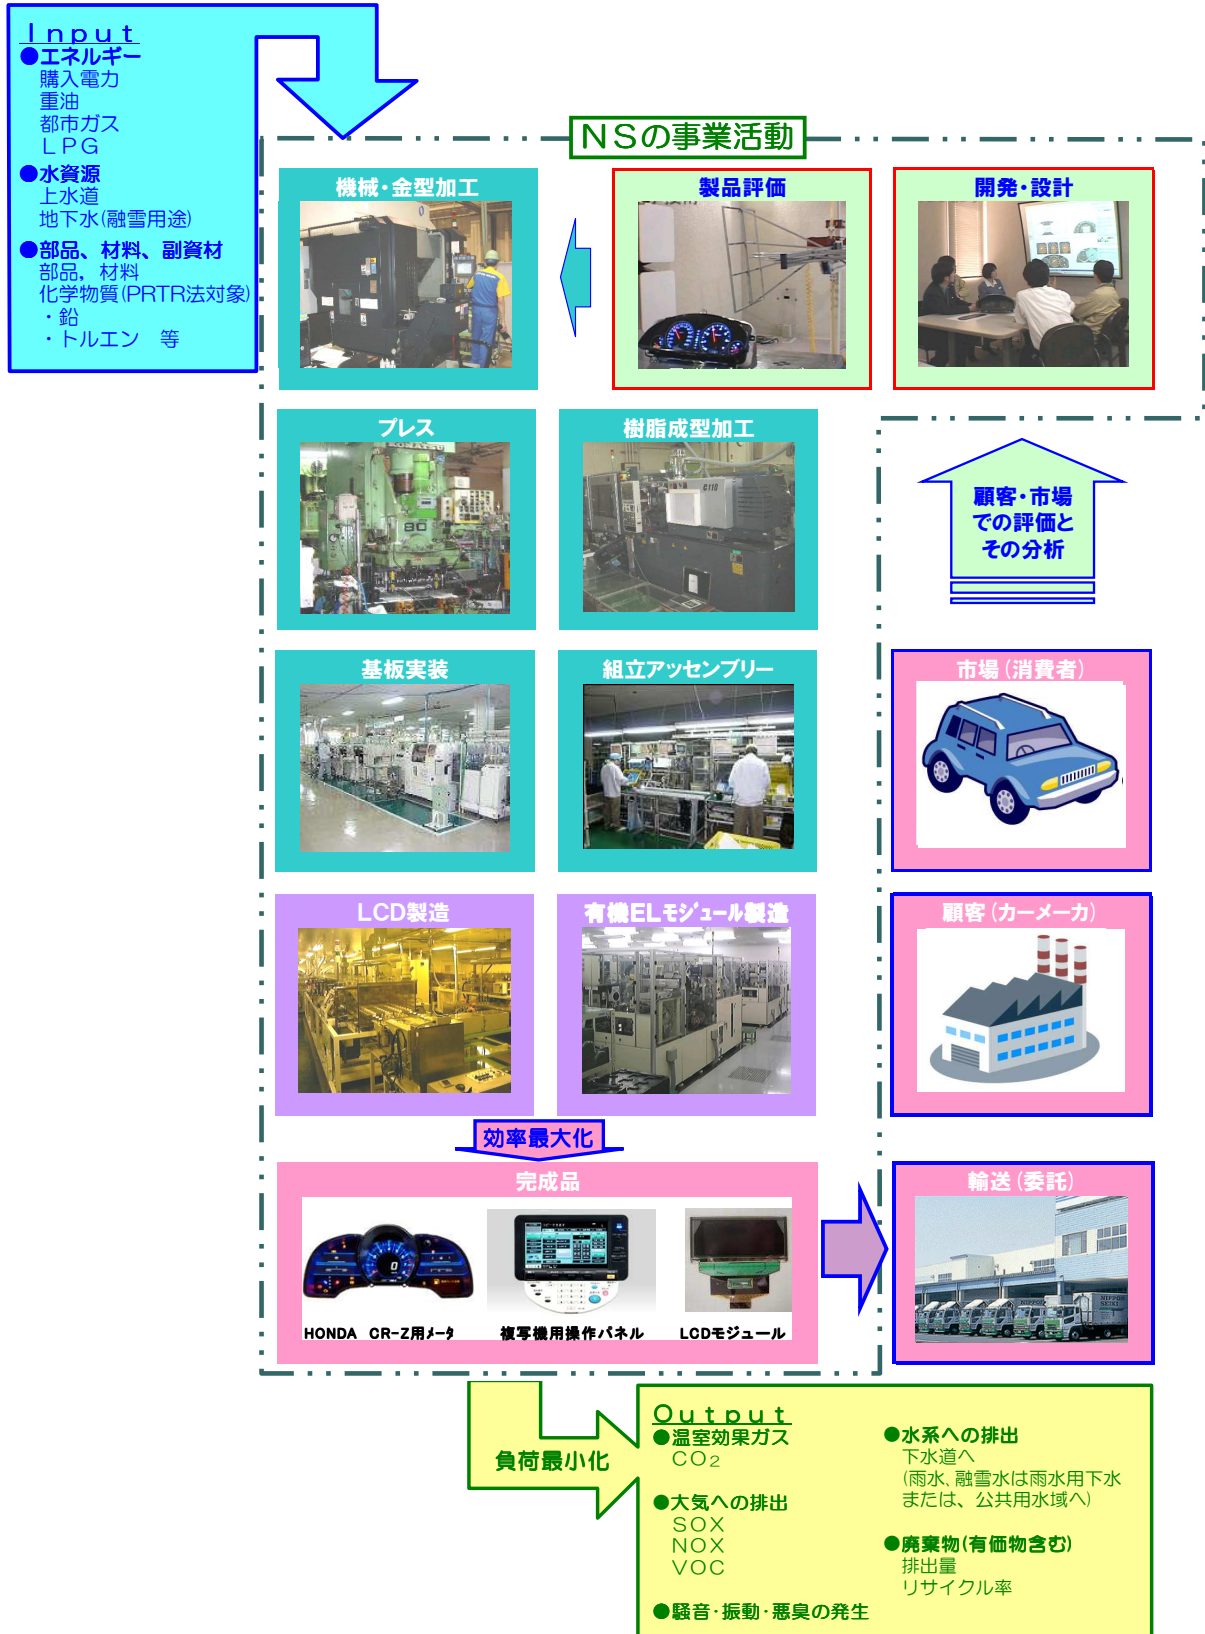 Input
●エネルギー
購入電力
重油
都市ガス
LPG
●水資源
上水道
地下水(融雪用途)
●部品、材料、副資材
部品，材料
化学物質(PRTR法対象)
・鉛
・トルエン 等
NSの事業活動
機械・金型加工
製品評価
開発・設計
プレス
樹脂成型加工
80
C110
顧客・市場
での評価と
その分析
基板実装
組立アッセンブリー
市場(消費者)
LCD製造
有機ELモジュール製造
顧客(カーメーカ)
効率最大化
完成品
HONDA CR-Z用メータ
複写機用操作パネル
LCDモジュール
輸送(委託)
NIPPON
SEIKI
負荷最小化
Output
●温室効果ガス
CO2
●大気への排出
SOX
NOX
VOC
●騒音・振動・悪臭の発生
●水系への排出
下水道へ
(雨水、融雪水は雨水用下水
または、公共用水域へ)
●廃棄物(有価物含む)
排出量
リサイクル率